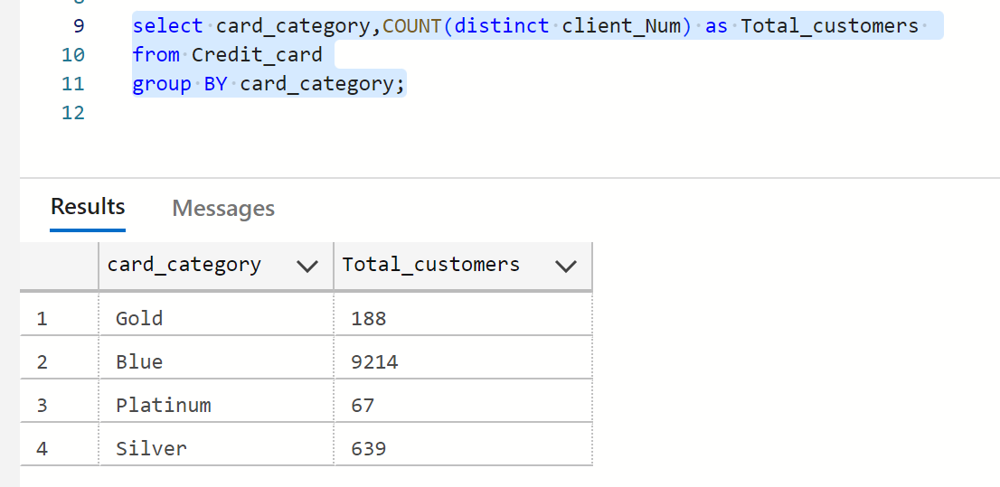 9 select card_category,COUNT(distinct client_Num) as Total_customers
10 from Credit_card
11 group BY card_category;
12
Results Messages
card_category Total_customers
1 Gold 188
2 Blue 9214
3 Platinum 67
4 Silver 639